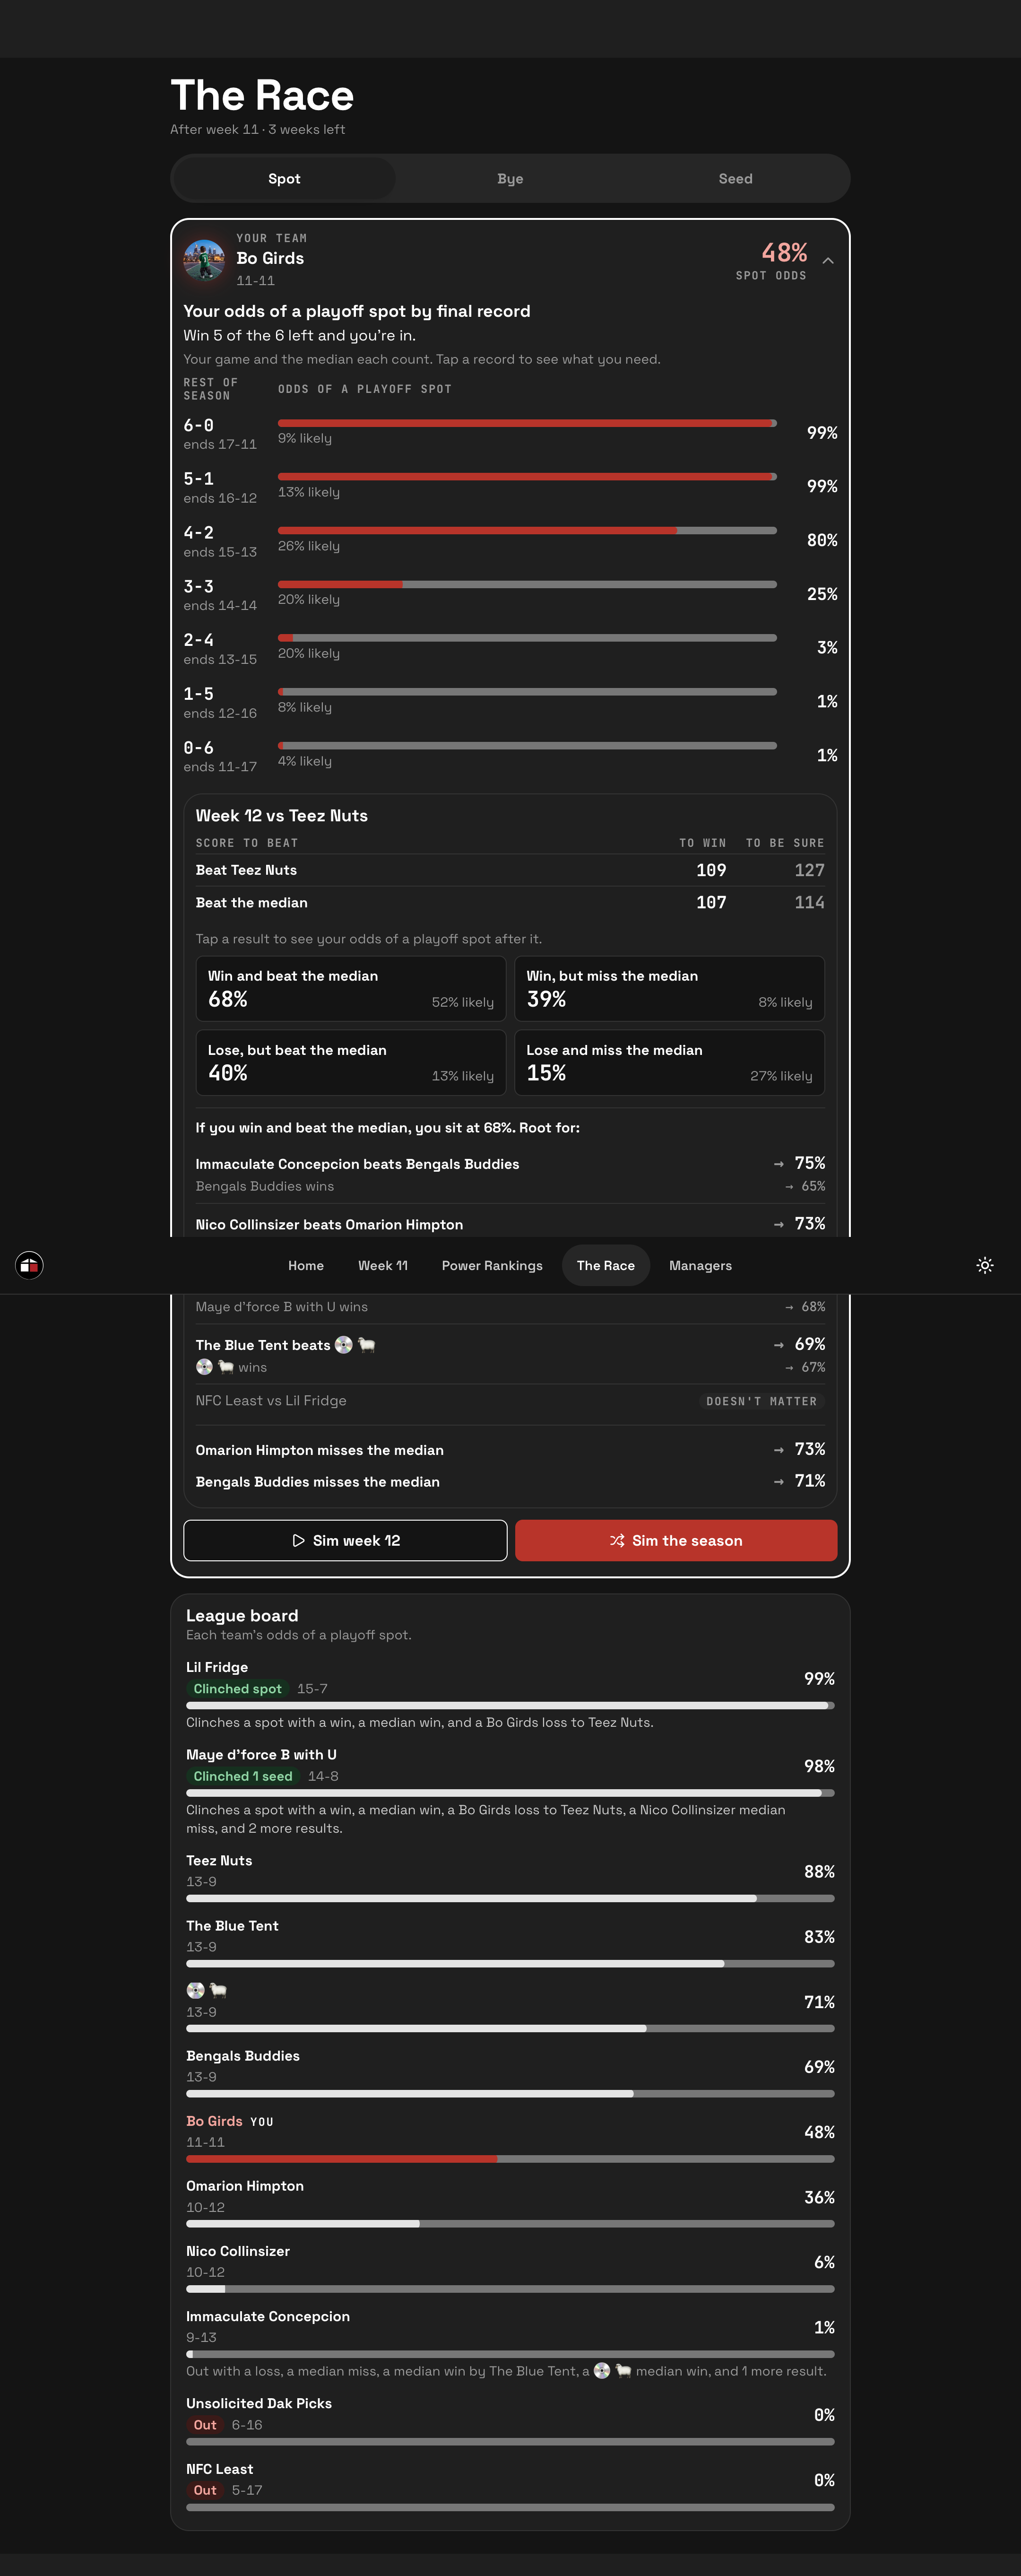 The Race
After week 11 · 3 weeks left
Spot
Bye
Seed
YOUR TEAM
Bo Girds
11-11
48%
SPOT ODDS
Your odds of a playoff spot by final record
Win 5 of the 6 left and you're in.
Your game and the median each count. Tap a record to see what you need.
REST OF SEASON
ODDS OF A PLAYOFF SPOT
6-0
ends 17-11
9% likely
99%
5-1
ends 16-12
13% likely
99%
4-2
ends 15-13
26% likely
80%
3-3
ends 14-14
20% likely
25%
2-4
ends 13-15
20% likely
3%
1-5
ends 12-16
8% likely
1%
0-6
ends 11-17
4% likely
1%
Week 12 vs Teez Nuts
SCORE TO BEAT TO WIN TO BE SURE
Beat Teez Nuts 109 127
Beat the median 107 114
Tap a result to see your odds of a playoff spot after it.
Win and beat the median
68% 52% likely
Win, but miss the median
39% 8% likely
Lose, but beat the median
40% 13% likely
Lose and miss the median
15% 27% likely
If you win and beat the median, you sit at 68%. Root for:
Immaculate Concepcion beats Bengals Buddies → 75%
Bengals Buddies wins → 65%
Nico Collinsizer beats Omarion Himpton → 73%
Home
Week 11
Power Rankings
The Race
Managers
Maye d'force B with U wins → 68%
The Blue Tent beats 💿 🐑 → 69%
💿 🐑 wins → 67%
NFC Least vs Lil Fridge DOESN'T MATTER
Omarion Himpton misses the median → 73%
Bengals Buddies misses the median → 71%
Sim week 12
Sim the season
League board
Each team's odds of a playoff spot.
Lil Fridge
Clinched spot 15-7
99%
Clinches a spot with a win, a median win, and a Bo Girds loss to Teez Nuts.
Maye d'force B with U
Clinched 1 seed 14-8
98%
Clinches a spot with a win, a median win, a Bo Girds loss to Teez Nuts, a Nico Collinsizer median
miss, and 2 more results.
Teez Nuts
13-9
88%
The Blue Tent
13-9
83%
💿 🐑
13-9
71%
Bengals Buddies
13-9
69%
Bo Girds YOU
11-11
48%
Omarion Himpton
10-12
36%
Nico Collinsizer
10-12
6%
Immaculate Concepcion
9-13
1%
Out with a loss, a median miss, a median win by The Blue Tent, a 💿 🐑 median win, and 1 more result.
Unsolicited Dak Picks
Out 6-16
0%
NFC Least
Out 5-17
0%